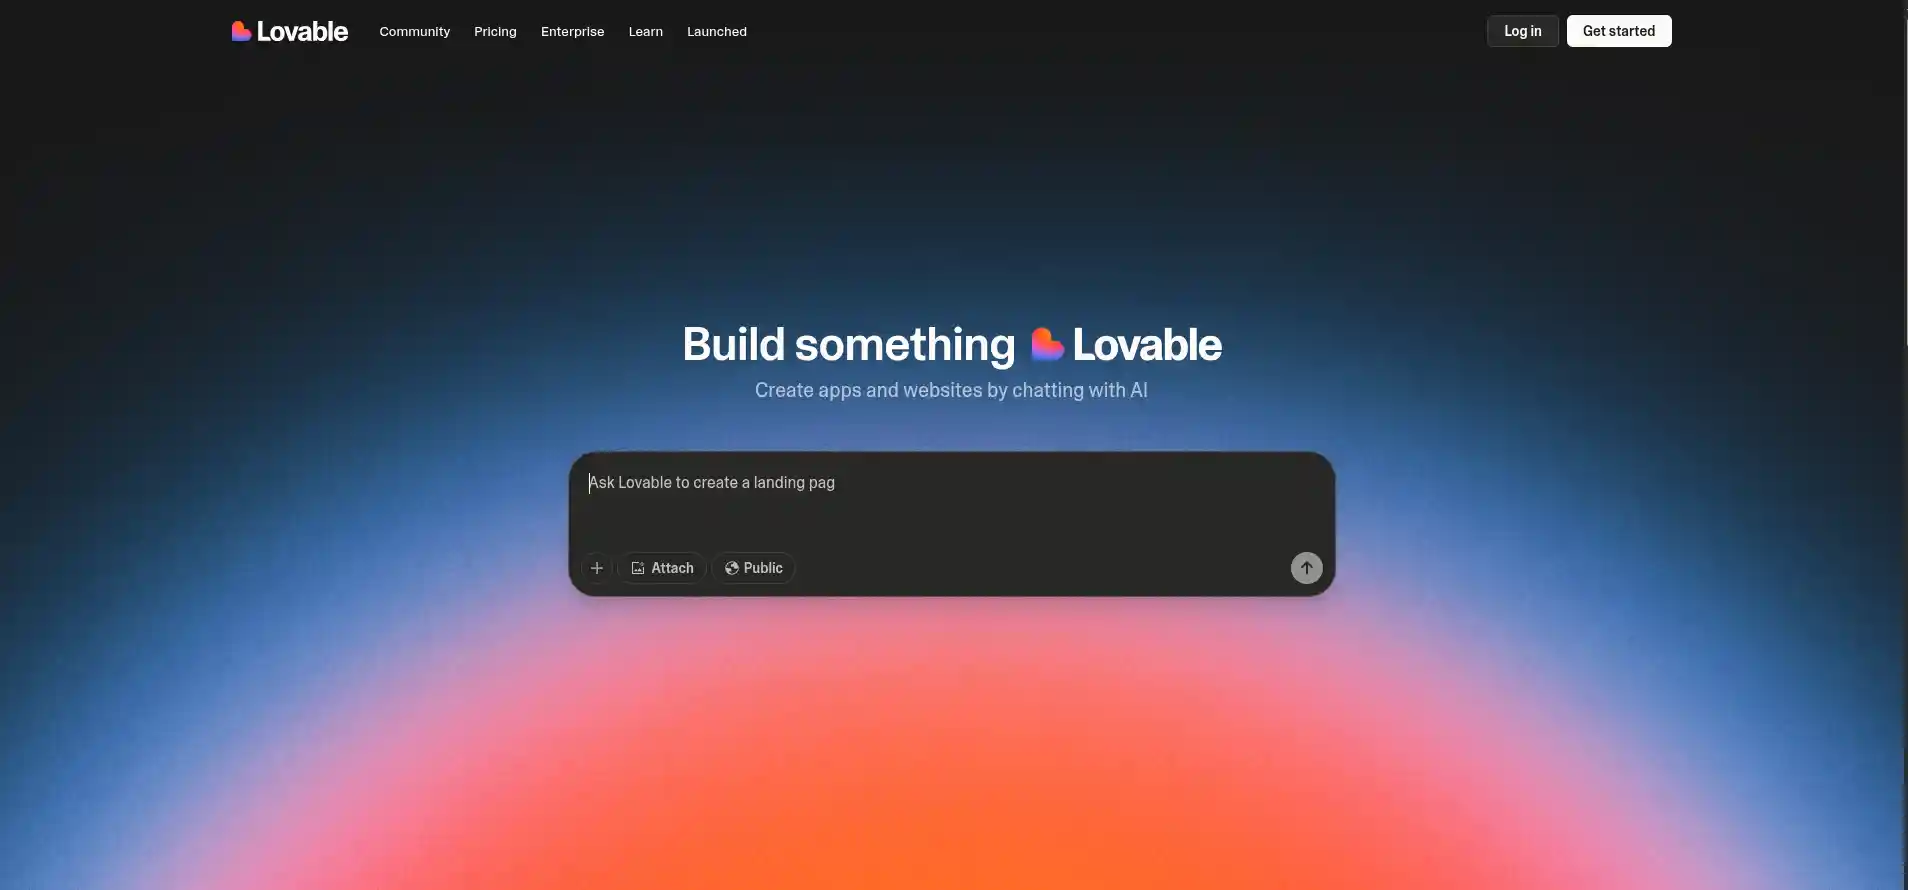 Lovable Community Pricing Enterprise Learn Launched Log in Get started
Build something Lovable
Create apps and websites by chatting with AI
Ask Lovable to create a landing pag
Attach Public